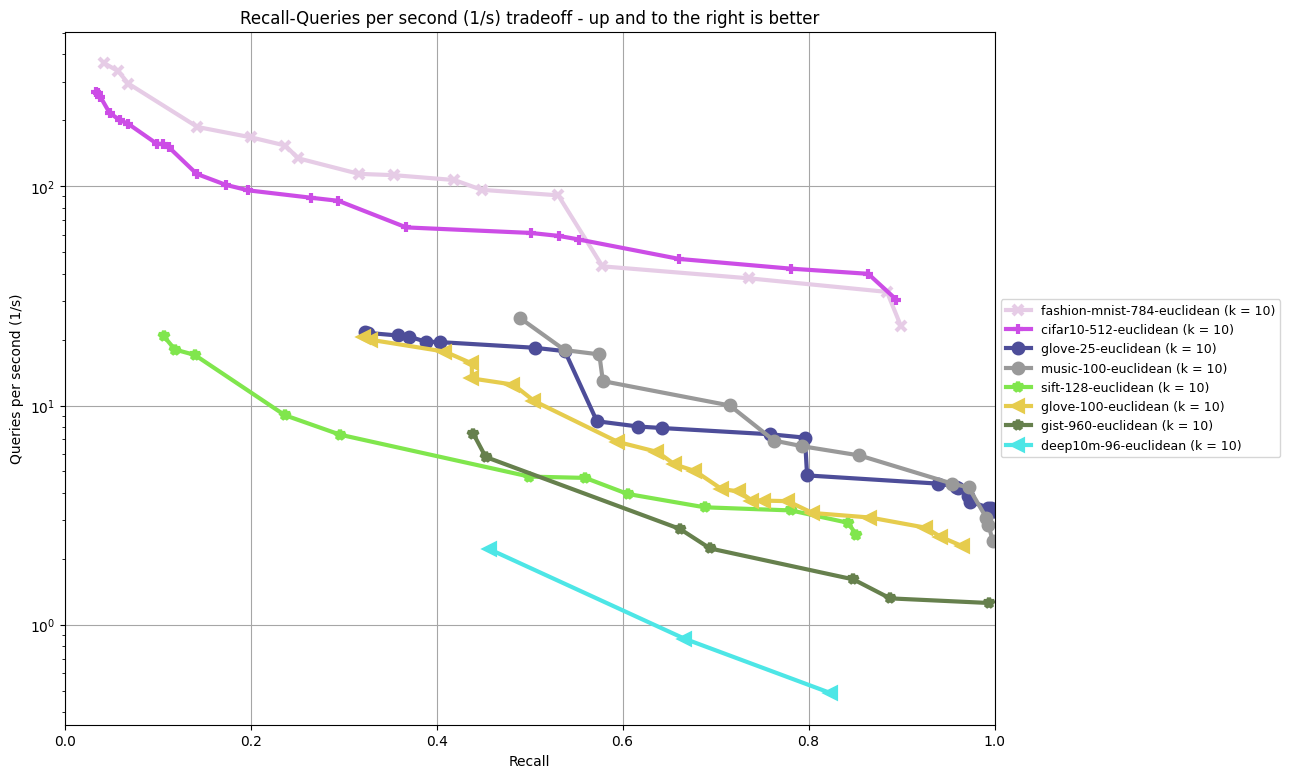 Recall-Queries per second (1/s) tradeoff - up and to the right is better
Queries per second (1/s)
10²
10¹
10⁰
0.0 0.2 0.4 0.6 0.8 1.0
Recall
fashion-mnist-784-euclidean (k = 10)
cifar10-512-euclidean (k = 10)
glove-25-euclidean (k = 10)
music-100-euclidean (k = 10)
sift-128-euclidean (k = 10)
glove-100-euclidean (k = 10)
gist-960-euclidean (k = 10)
deep10m-96-euclidean (k = 10)